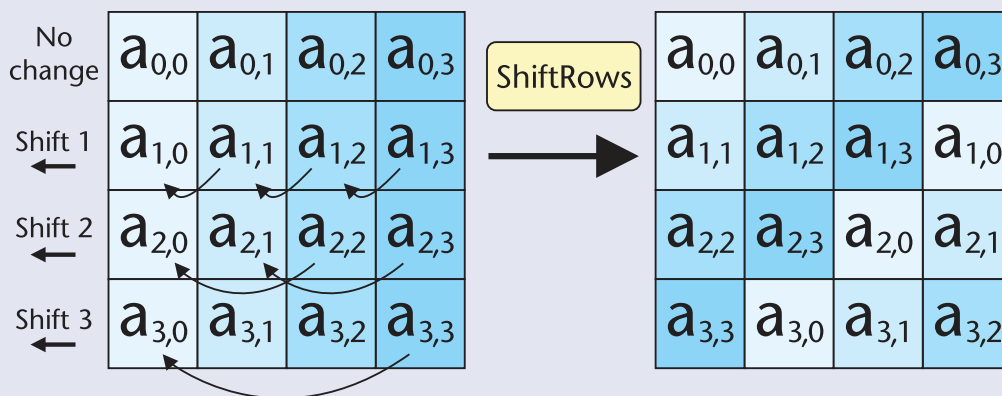 No change
a0,0 a0,1 a0,2 a0,3
Shift 1
a1,0 a1,1 a1,2 a1,3
Shift 2
a2,0 a2,1 a2,2 a2,3
Shift 3
a3,0 a3,1 a3,2 a3,3
ShiftRows
a0,0 a0,1 a0,2 a0,3
a1,1 a1,2 a1,3 a1,0
a2,2 a2,3 a2,0 a2,1
a3,3 a3,0 a3,1 a3,2